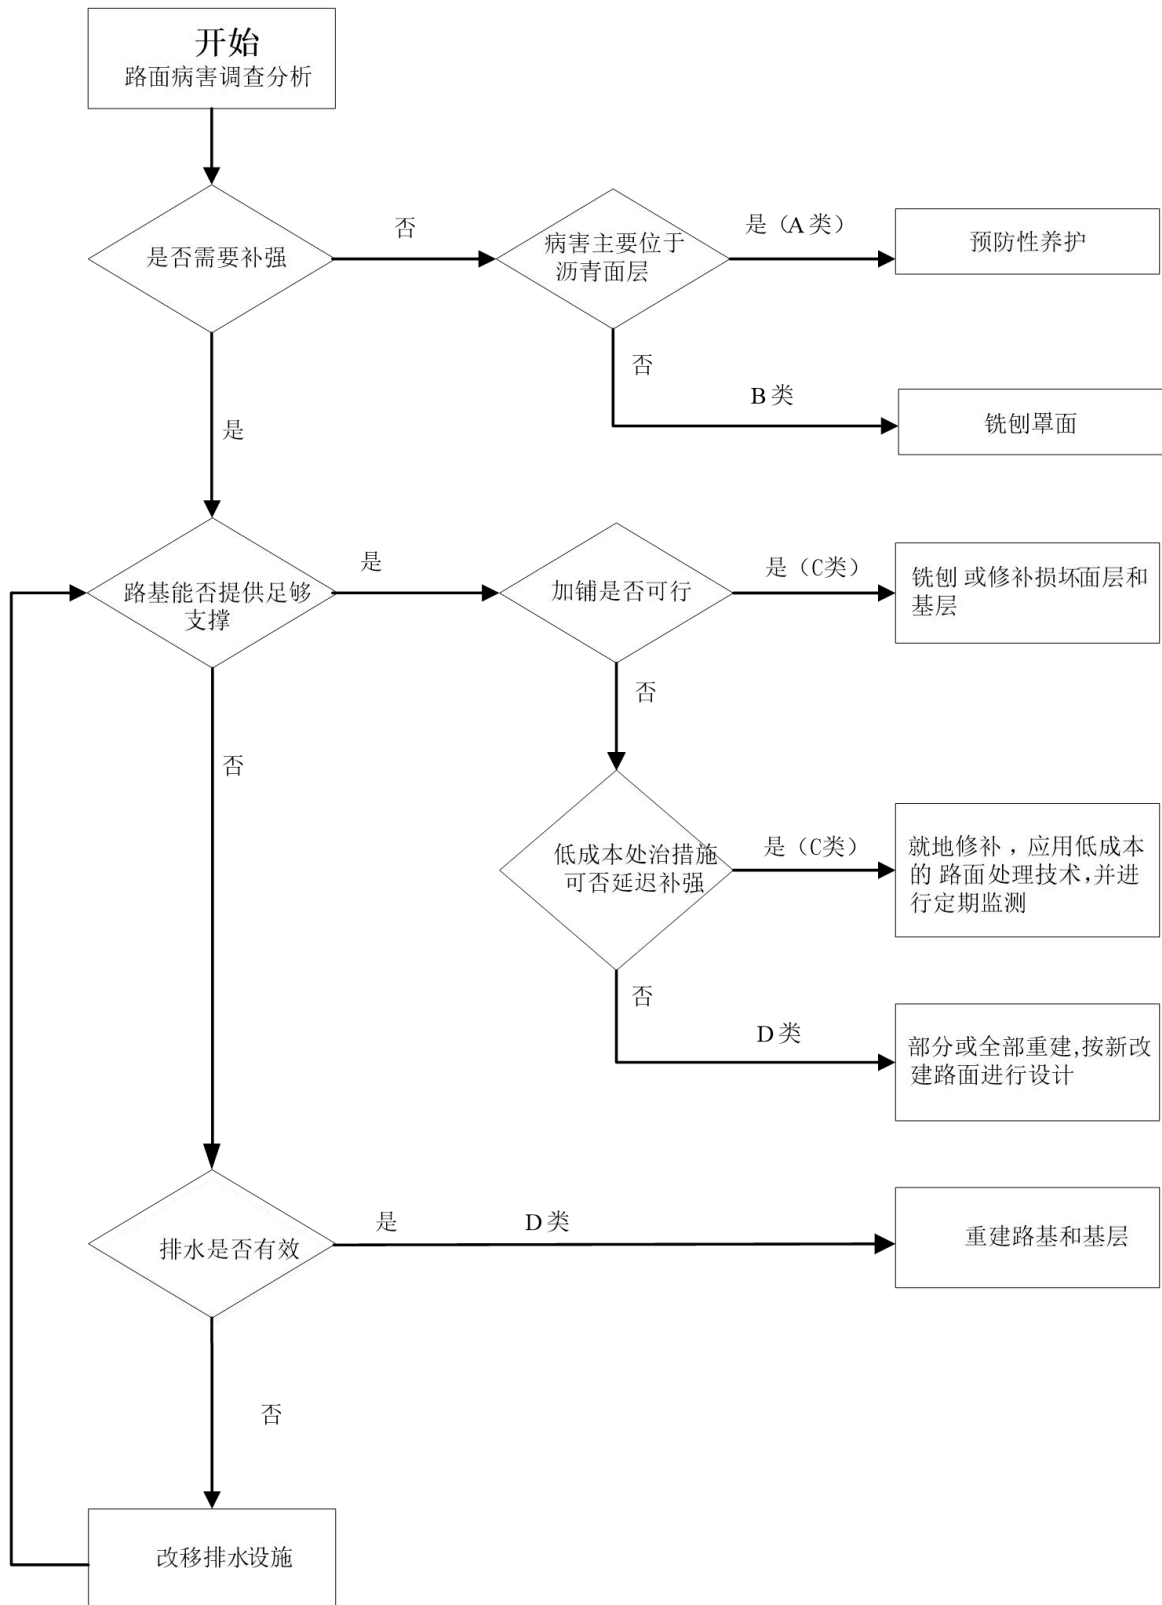 开始
路面病害调查分析
是否需要补强
否
病害主要位于
沥青面层
是（A 类）
预防性养护
否
B 类
铣刨罩面
是
路基能否提供足够
支撑
是
加铺是否可行
是（C类）
铣刨 或修补损坏面层和
基层
否
否
低成本处治措施
可否延迟补强
是（C类）
就地修补，应用低成本
的 路面处理技术,并进
行定期监测
否
D 类
部分或全部重建,按新改
建路面进行设计
排水是否有效
是
D 类
重建路基和基层
否
改移排水设施